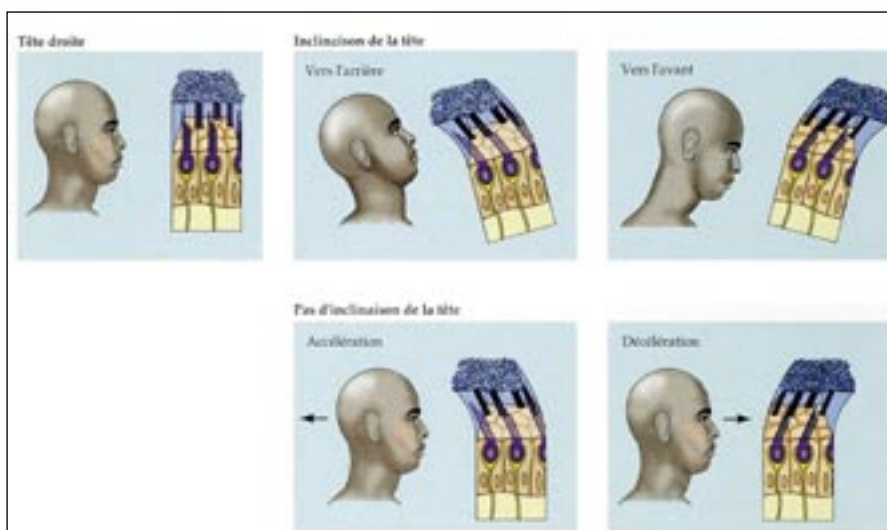 Tête droite
Inclinaison de la tête
Vers l'arrière
Vers l'avant
Pas d'inclinaison de la tête
Accélération
Décélération